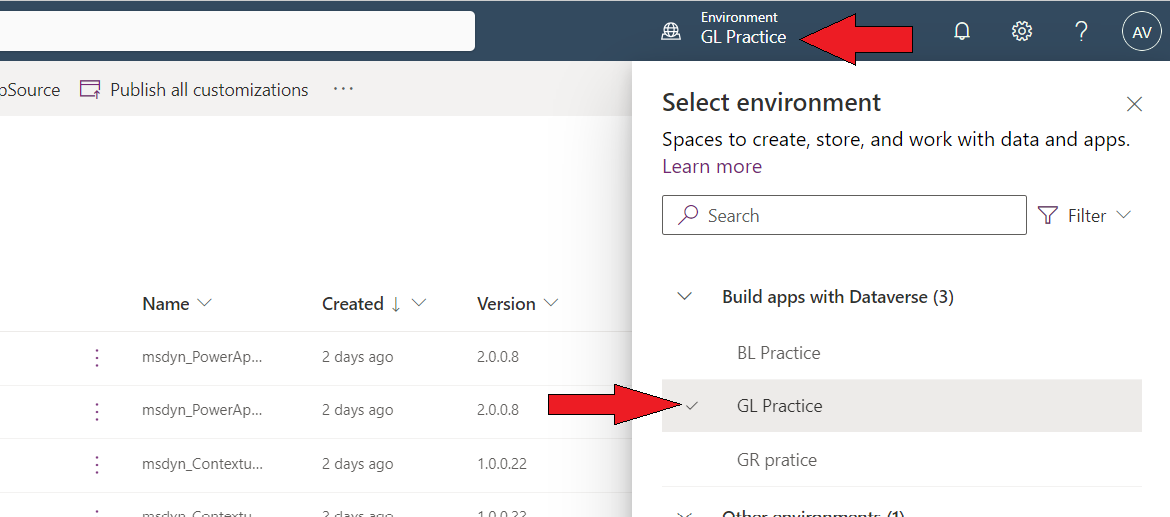 Environment
GL Practice
AV
pSource
Publish all customizations
Select environment
Spaces to create, store, and work with data and apps.
Learn more
Search
Filter
Name
Created
Version
msdyn_PowerAp...
2 days ago
2.0.0.8
msdyn_PowerAp...
2 days ago
2.0.0.8
msdyn_Contextu...
2 days ago
1.0.0.22
msdyn_Contextu...
2 days ago
1.0.0.22
Build apps with Dataverse (3)
BL Practice
GL Practice
GR pratice
Other environments (1)